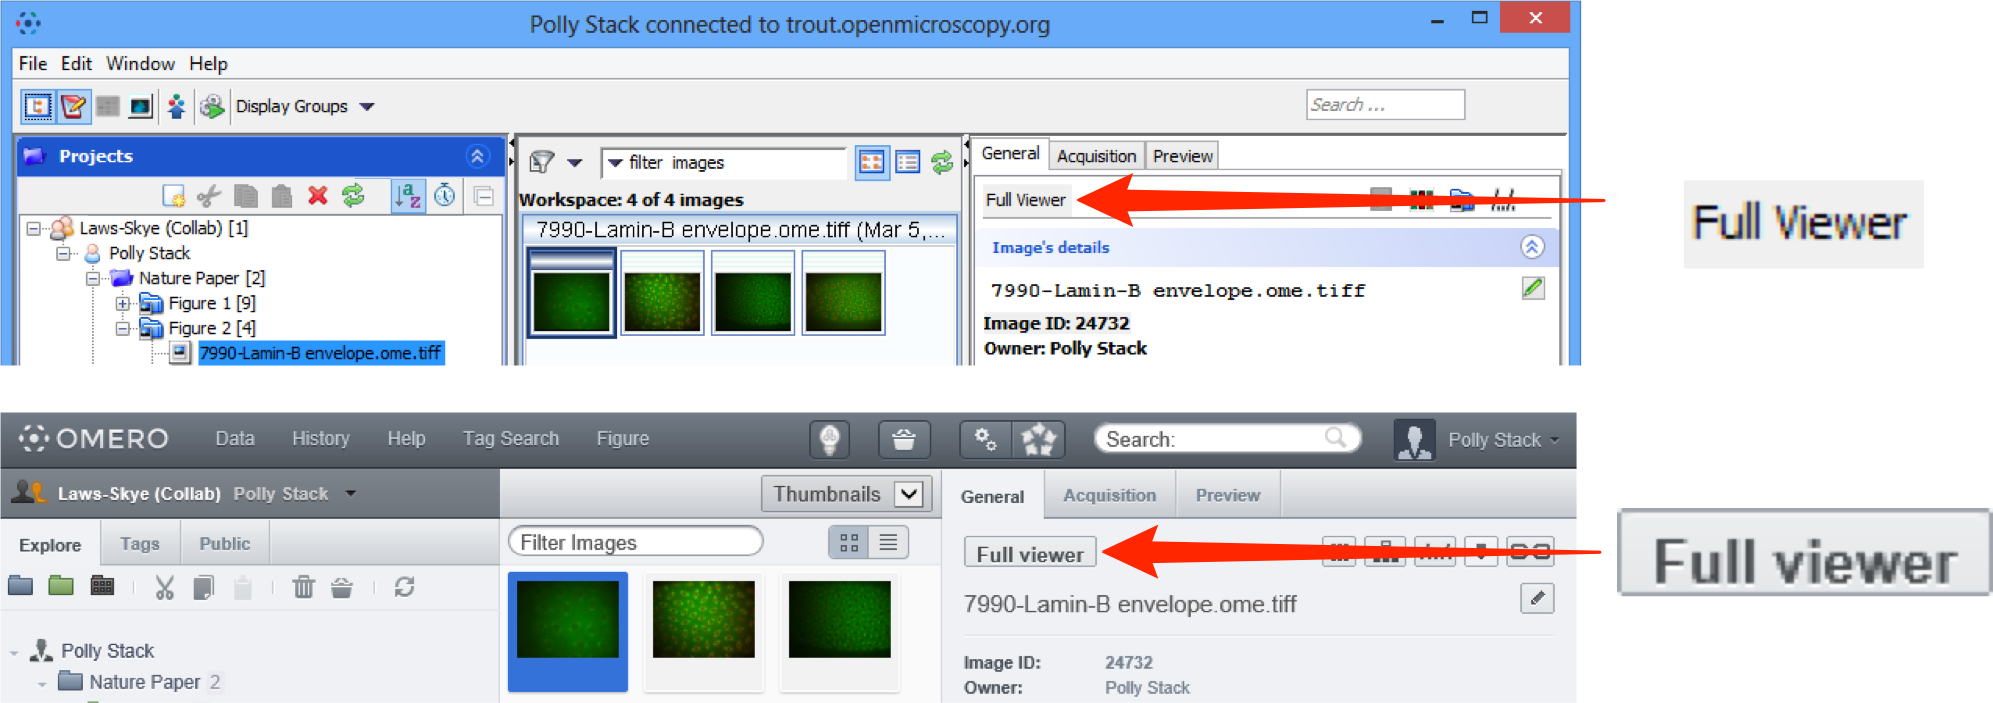 Polly Stack connected to trout.openmicroscopy.org
File Edit Window Help
Display Groups
Search ...
Projects
filter images
General Acquisition Preview
Full Viewer
Full Viewer
Workspace: 4 of 4 images
Laws-Skye (Collab) [1]
Polly Stack
Nature Paper [2]
Figure 1 [9]
Figure 2 [4]
7990-Lamin-B envelope.ome.tiff
7990-Lamin-B envelope.ome.tiff (Mar 5,...
Image's details
7990-Lamin-B envelope.ome.tiff
Image ID: 24732
Owner: Polly Stack
OMERO Data History Help Tag Search Figure
Search:
Polly Stack
Laws-Skye (Collab) Polly Stack
Thumbnails
General Acquisition Preview
Explore Tags Public
Filter Images
Full viewer
Full viewer
7990-Lamin-B envelope.ome.tiff
Polly Stack
Nature Paper 2
Image ID: 24732
Owner: Polly Stack